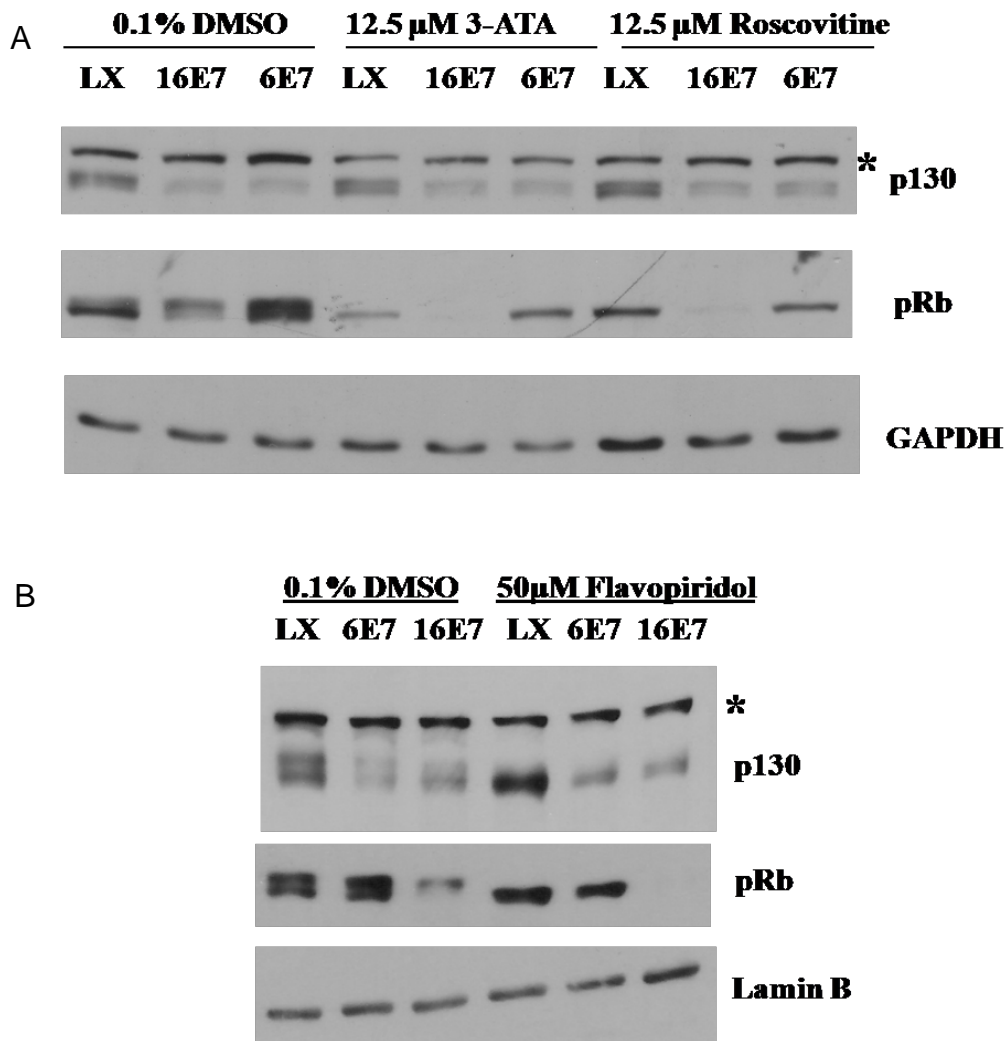 A
0.1% DMSO 12.5 µM 3-ATA 12.5 µM Roscovitine
LX 16E7 6E7 LX 16E7 6E7 LX 16E7 6E7
*
p130
pRb
GAPDH
B
0.1% DMSO 50µM Flavopiridol
LX 6E7 16E7 LX 6E7 16E7
*
p130
pRb
Lamin B